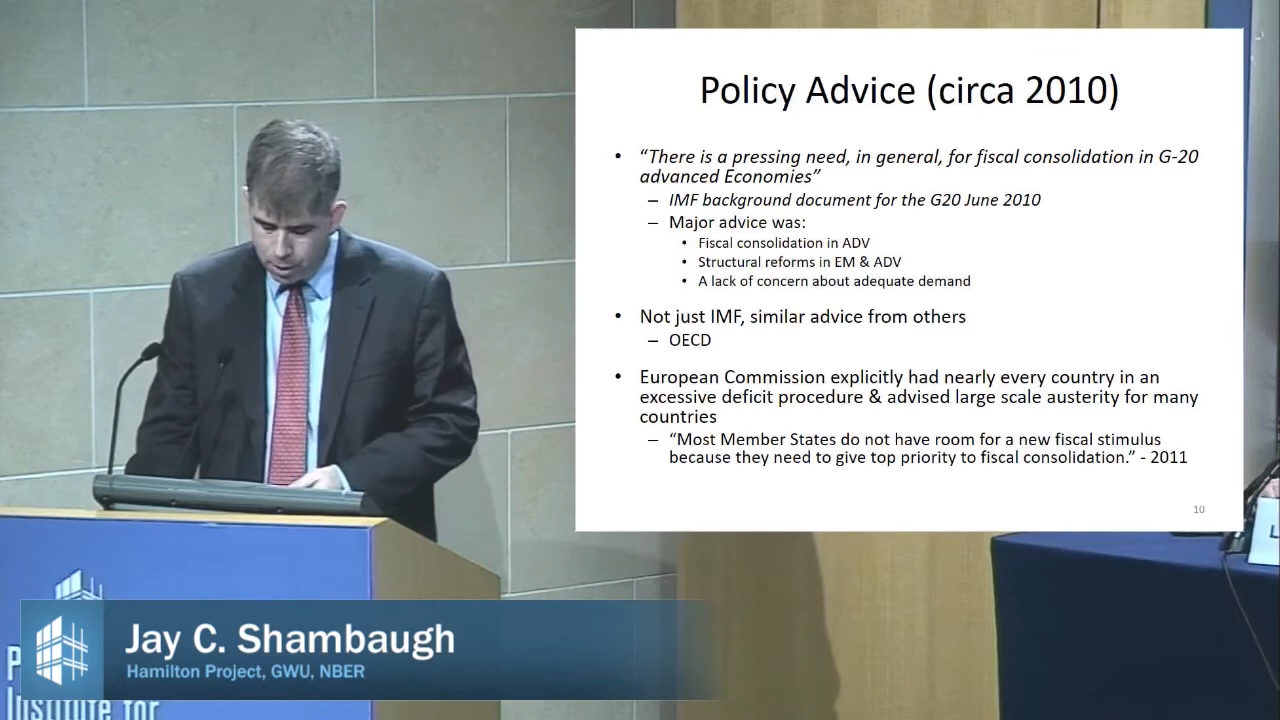 Policy Advice (circa 2010)
• “There is a pressing need, in general, for fiscal consolidation in G-20
advanced Economies”
– IMF background document for the G20 June 2010
– Major advice was:
• Fiscal consolidation in ADV
• Structural reforms in EM & ADV
• A lack of concern about adequate demand
• Not just IMF, similar advice from others
– OECD
• European Commission explicitly had nearly every country in an
excessive deficit procedure & advised large scale austerity for many
countries
– “Most Member States do not have room for a new fiscal stimulus
because they need to give top priority to fiscal consolidation.” - 2011
10
Jay C. Shambaugh
Hamilton Project, GWU, NBER
Institute for